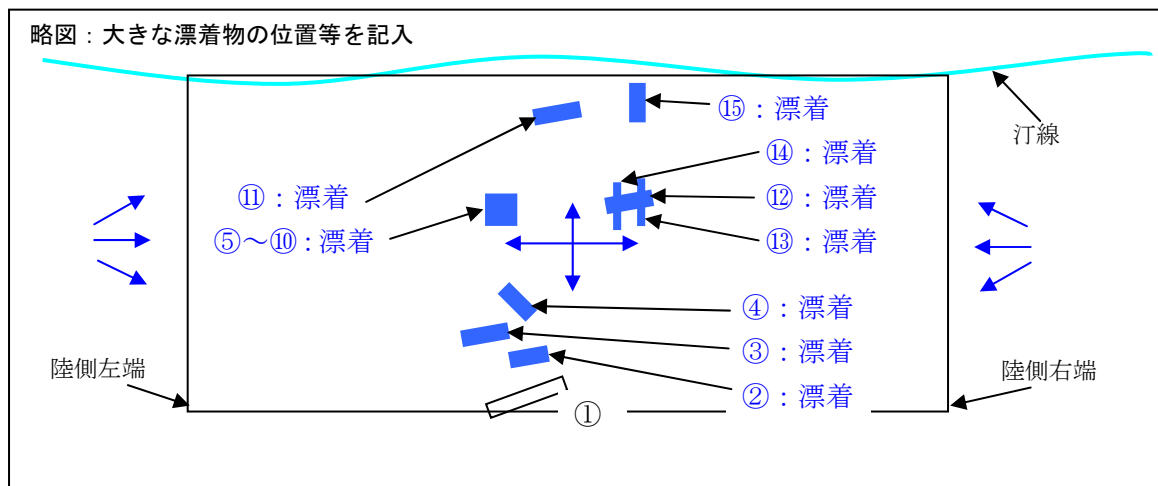 略図：大きな漂着物の位置等を記入
⑮：漂着
汀線
⑭：漂着
⑪：漂着
⑫：漂着
⑤～⑩：漂着
⑬：漂着
④：漂着
③：漂着
陸側左端
陸側右端
②：漂着
①